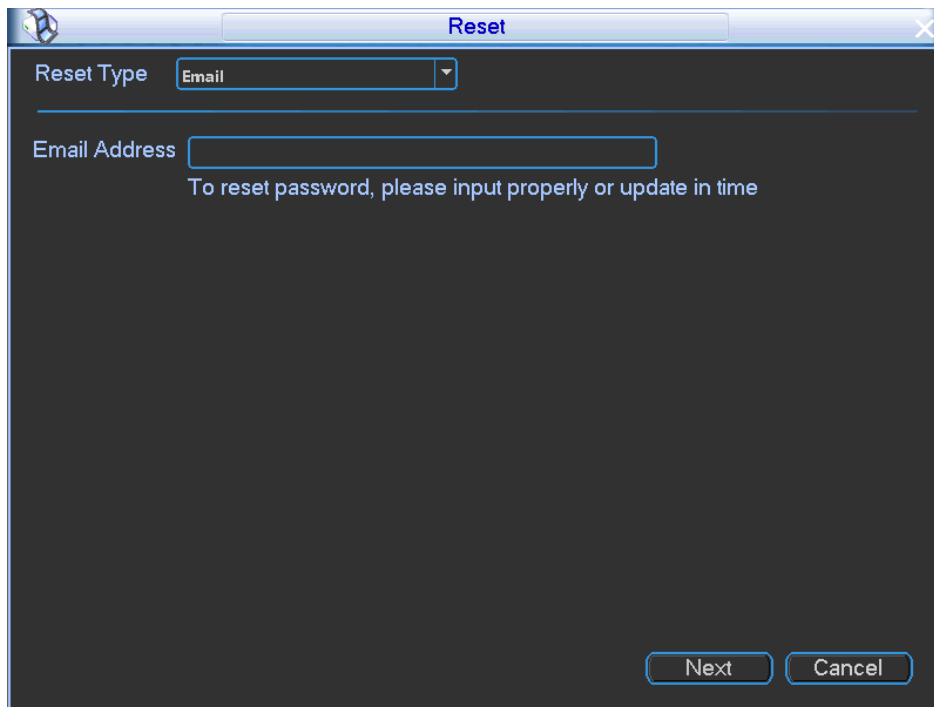 Reset
Reset Type Email
Email Address
To reset password, please input properly or update in time
Next Cancel